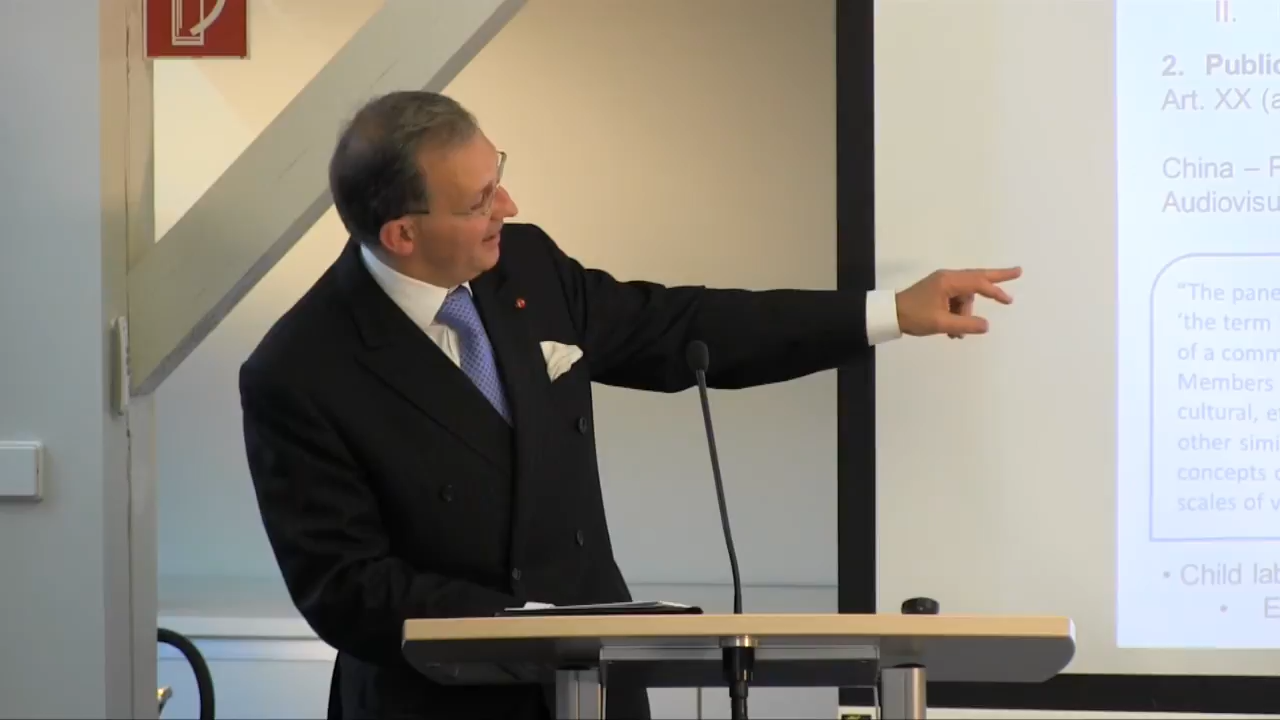 II.
2. Public
Art. XX (a
China – P
Audiovisu
“The pane
‘the term
of a comm
Members
cultural, e
other simi
concepts
scales of v
• Child lab
• E